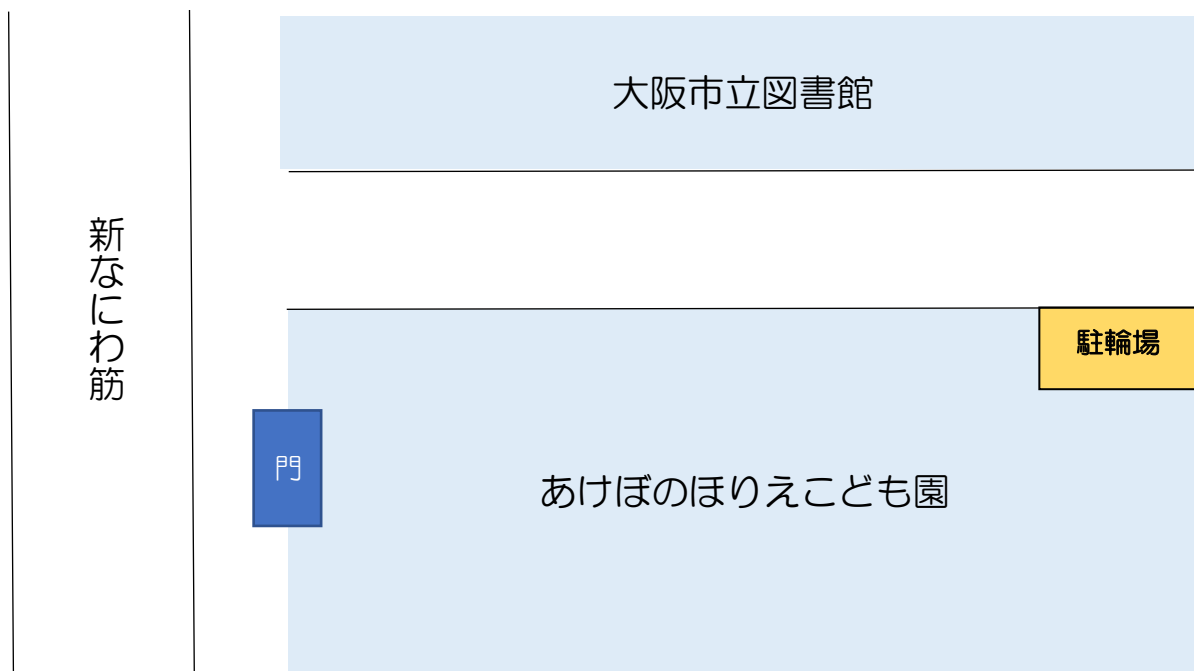 大阪市立図書館
新なにわ筋
駐輪場
門
あけぼのほりえこども園